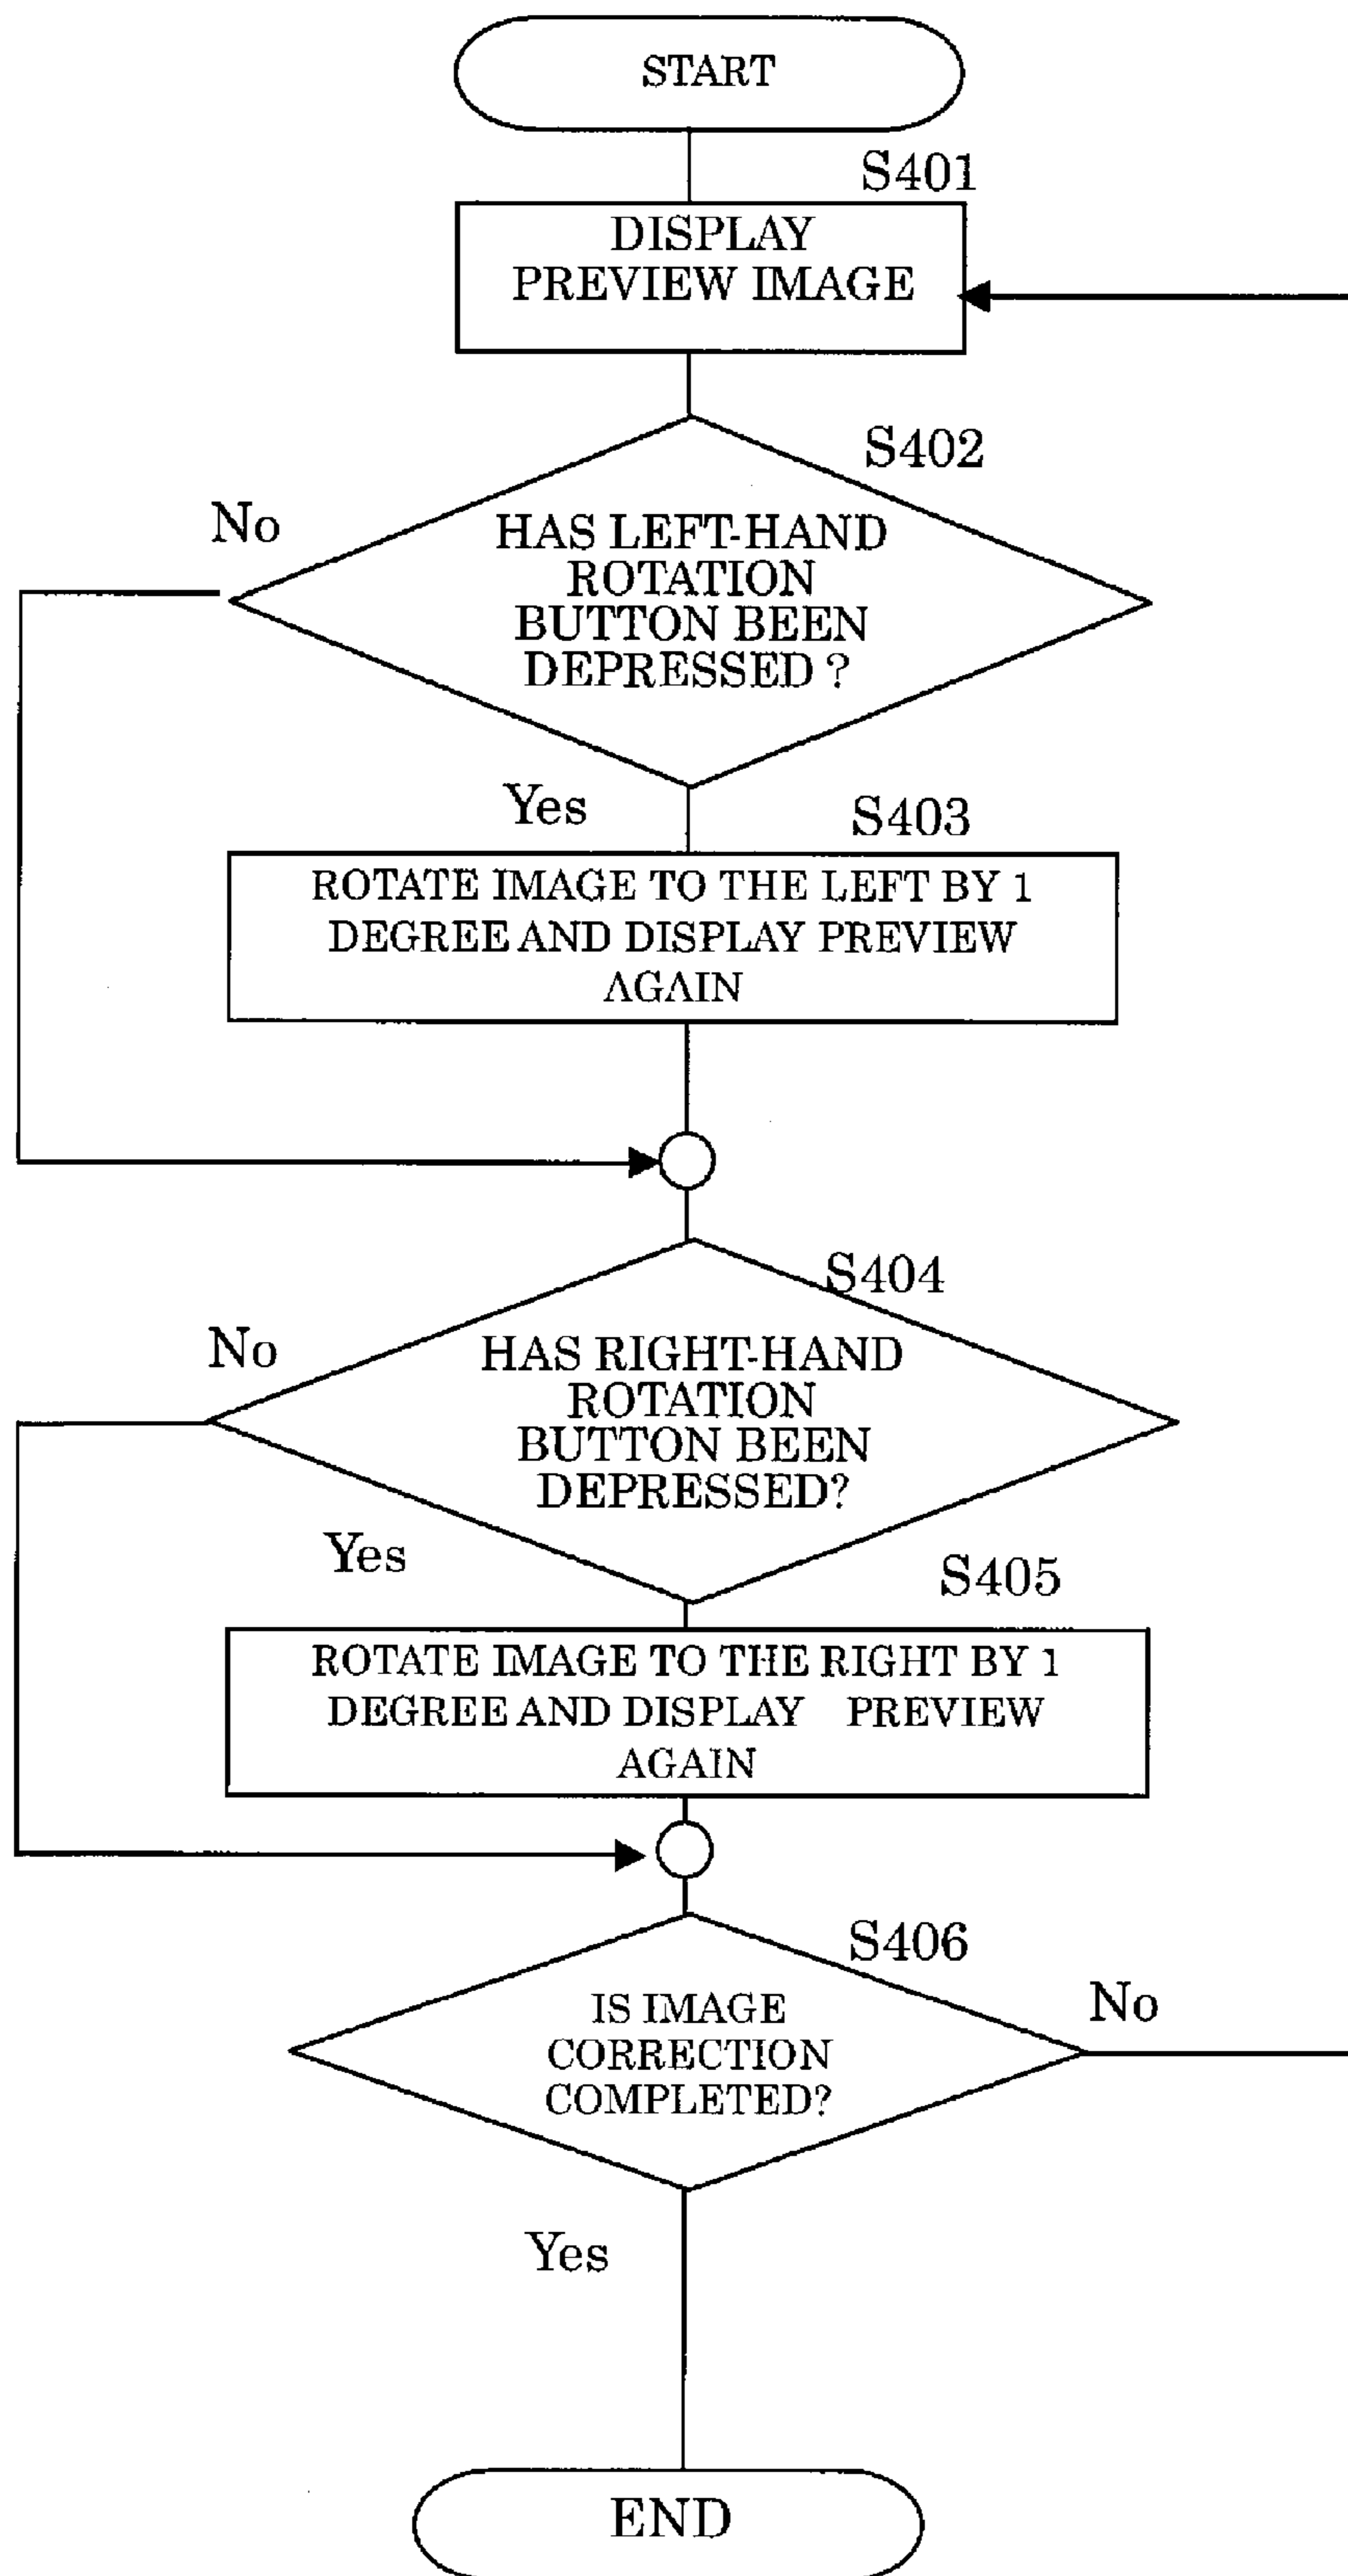 START
S401
DISPLAY
PREVIEW IMAGE
S402
No
HAS LEFT-HAND
ROTATION
BUTTON BEEN
DEPRESSED ?
Yes
S403
ROTATE IMAGE TO THE LEFT BY 1
DEGREE AND DISPLAY PREVIEW
AGAIN
S404
No
HAS RIGHT-HAND
ROTATION
BUTTON BEEN
DEPRESSED?
Yes
S405
ROTATE IMAGE TO THE RIGHT BY 1
DEGREE AND DISPLAY PREVIEW
AGAIN
S406
No
IS IMAGE
CORRECTION
COMPLETED?
Yes
END